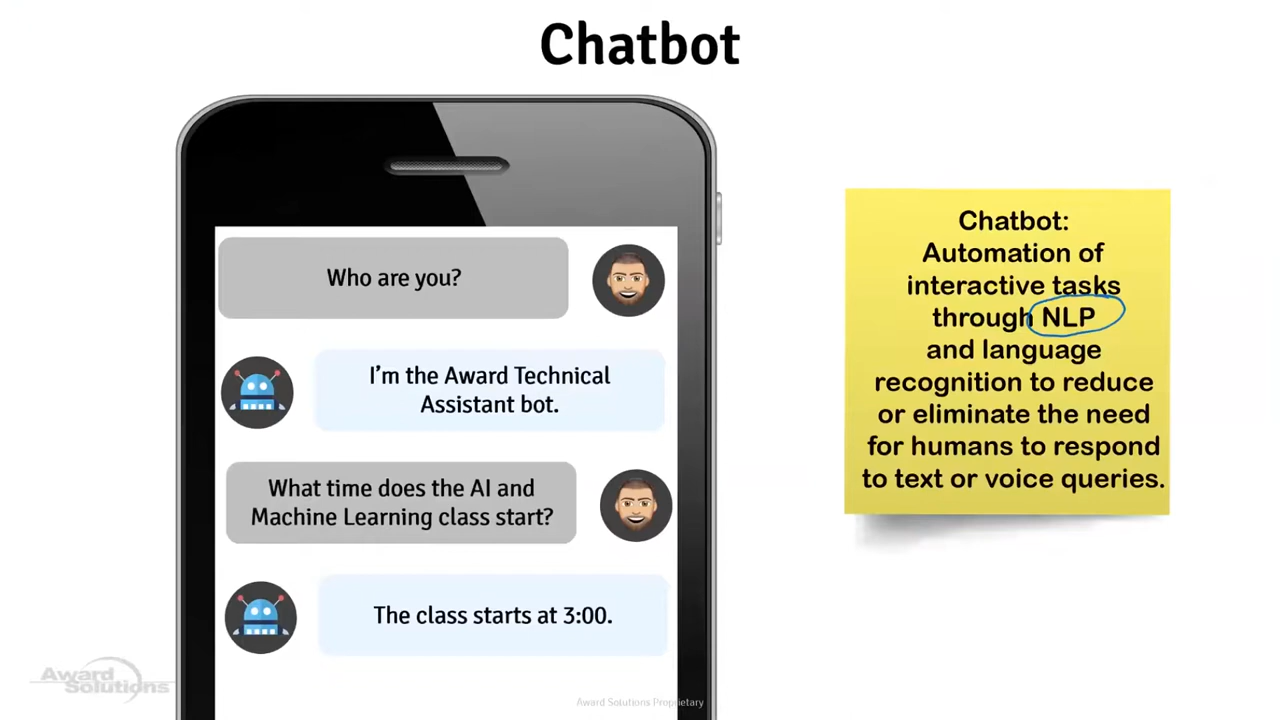 Chatbot
Who are you?
I’m the Award Technical
Assistant bot.
What time does the AI and
Machine Learning class start?
The class starts at 3:00.
Chatbot:
Automation of
interactive tasks
through NLP
and language
recognition to reduce
or eliminate the need
for humans to respond
to text or voice queries.
Award
Solutions
Award Solutions Proprietary